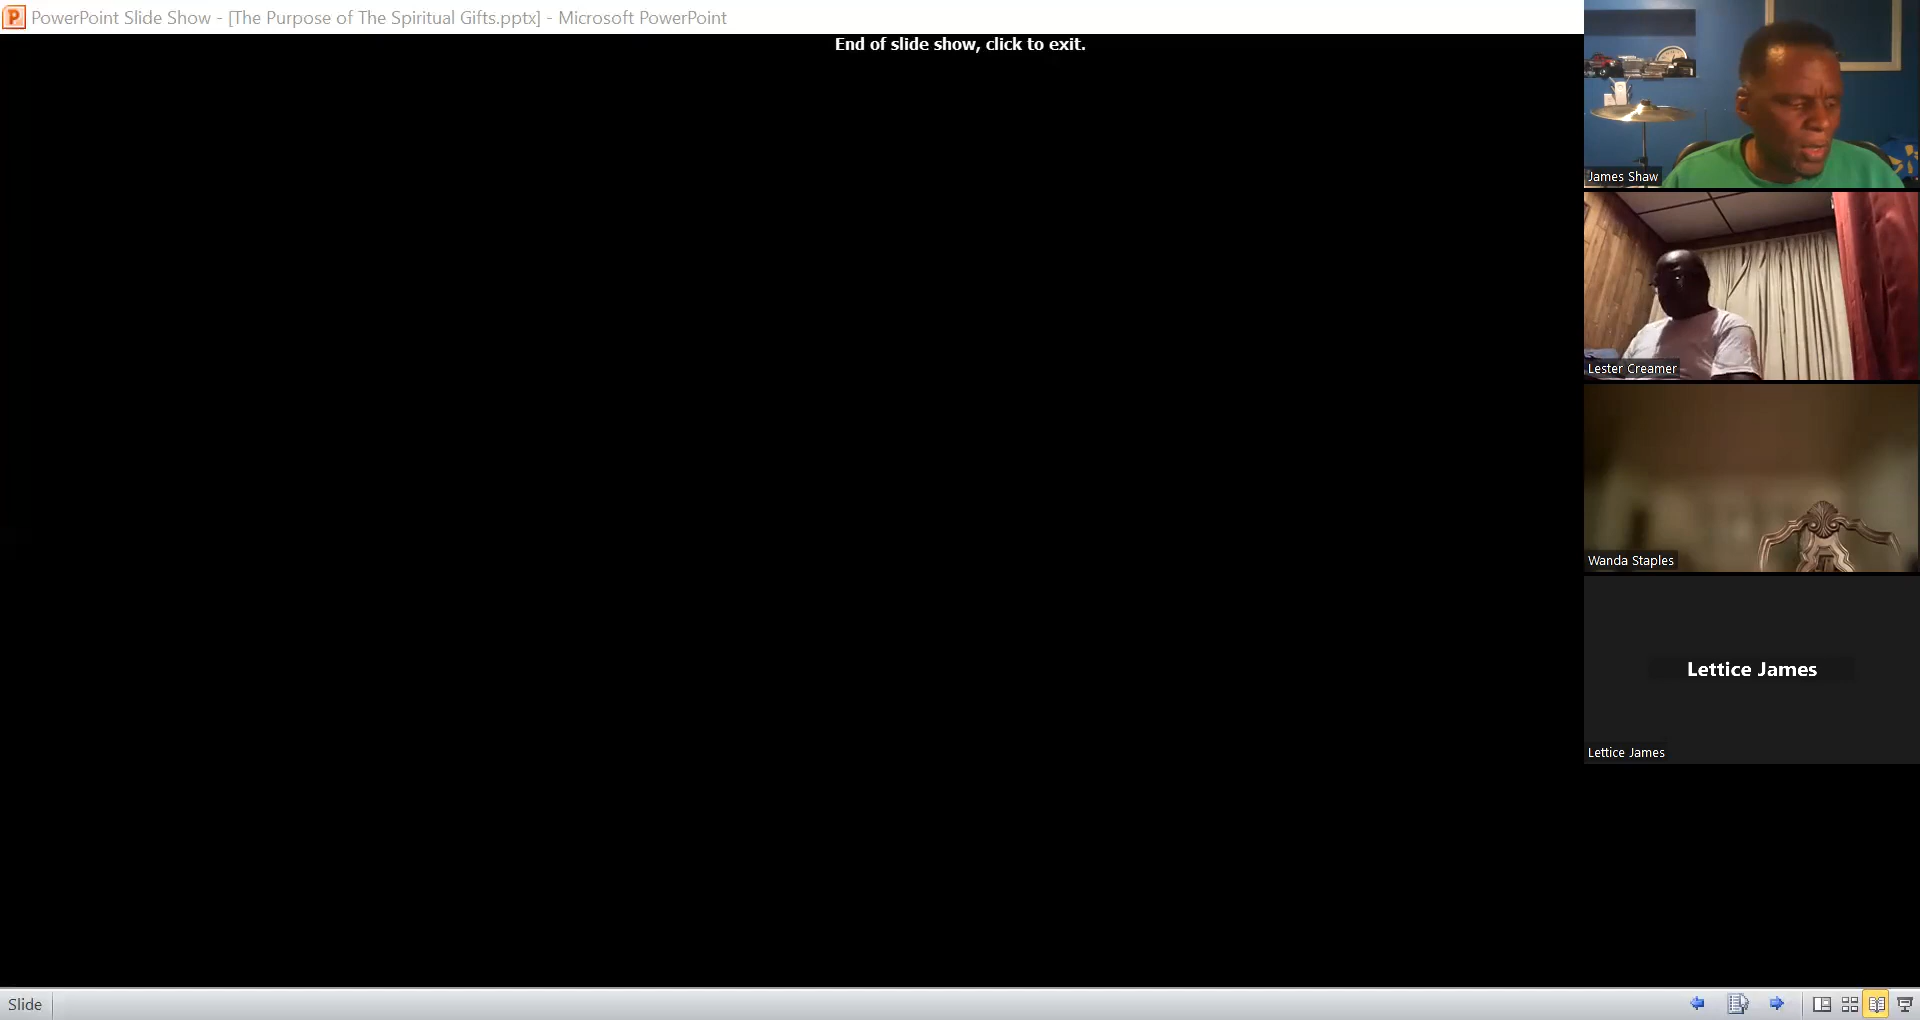 PowerPoint Slide Show - [The Purpose of The Spiritual Gifts.pptx] - Microsoft PowerPoint
End of slide show, click to exit.
James Shaw
Lester Creamer
Wanda Staples
Lettice James
Lettice James
Slide